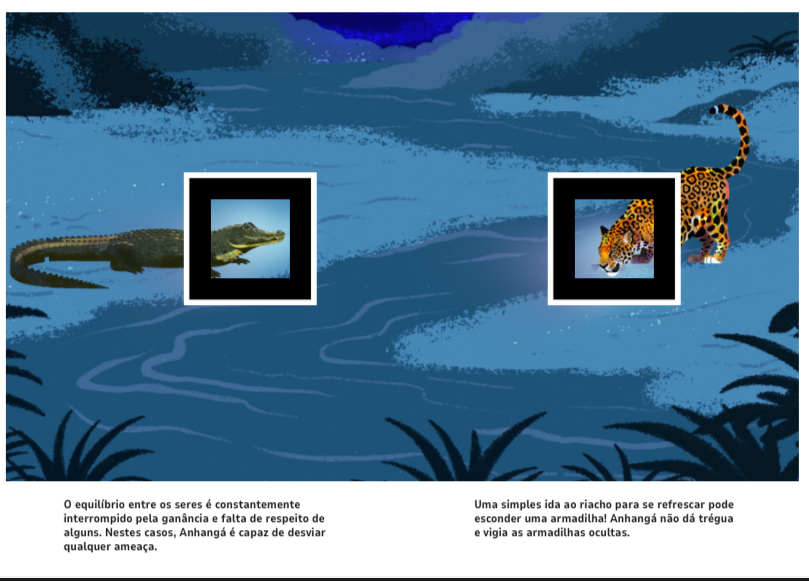 O equilíbrio entre os seres é constantemente
interrompido pela ganância e falta de respeito de
alguns. Nestes casos, Anhangá é capaz de desviar
qualquer ameaça.
Uma simples ida ao riacho para se refrescar pode
esconder uma armadilha! Anhangá não dá trégua
e vigia as armadilhas ocultas.